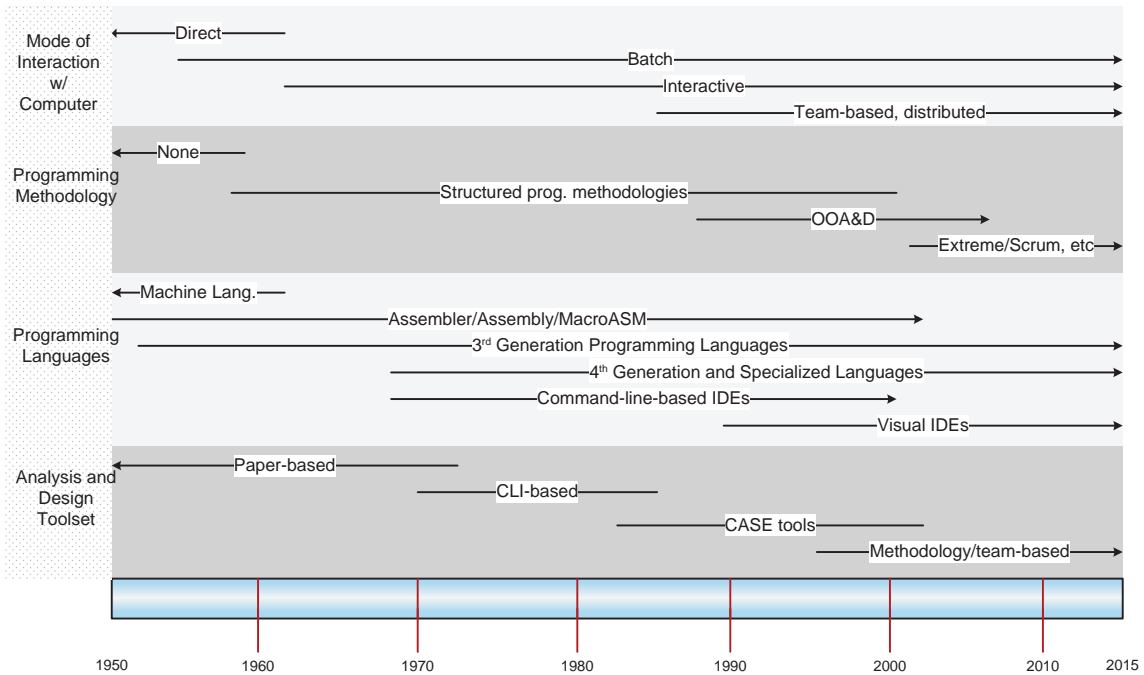 Mode of
Interaction
w/
Computer
Direct
Batch
Interactive
Team-based, distributed
Programming
Methodology
None
Structured prog. methodologies
OOA&D
Extreme/Scrum, etc
Programming
Languages
Machine Lang.
Assembler/Assembly/MacroASM
3rd Generation Programming Languages
4th Generation and Specialized Languages
Command-line-based IDEs
Visual IDEs
Analysis and
Design
Toolset
Paper-based
CLI-based
CASE tools
Methodology/team-based
1950 1960 1970 1980 1990 2000 2010 2015